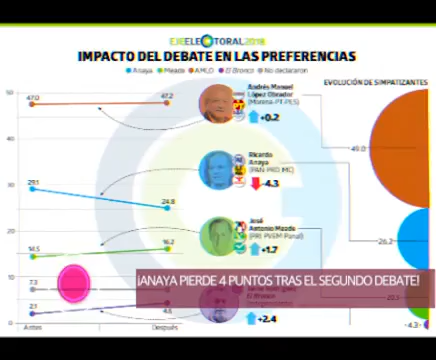 EJEELECTORAL2018
IMPACTO DEL DEBATE EN LAS PREFERENCIAS
Anaya Meade AMLO El Bronco No declararon
EVOLUCIÓN DE SIMPATIZANTES
50
40
30
20
10
0
47.0
47.2
29.1
24.8
14.5
16.2
7.3
2.1
Antes
Después
Andrés Manuel
López Obrador
(Morena-PT-PES)
+0.2
Ricardo
Anaya
(PAN PRD MC)
-4.3
José
Antonio Meade
(PRI PVEM Panal)
+1.7
El Bronco
Independiente
+2.4
49.0
26.2
20.5
4.3
¡ANAYA PIERDE 4 PUNTOS TRAS EL SEGUNDO DEBATE!